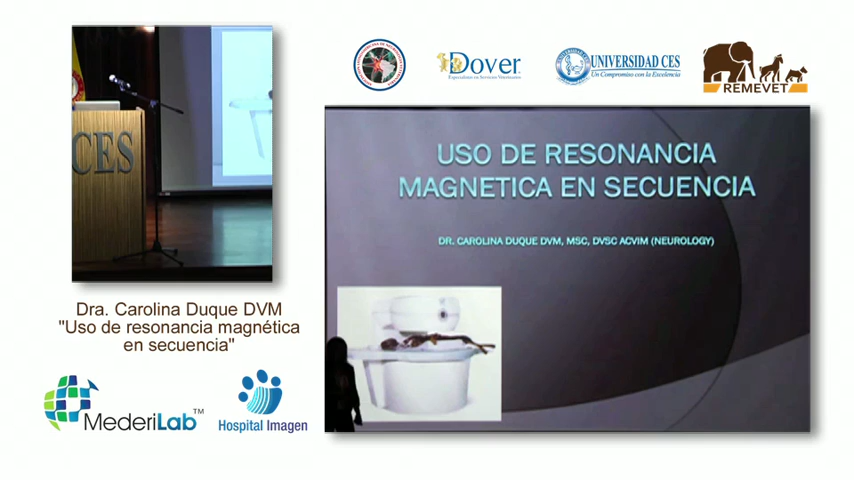 CES
Dra. Carolina Duque DVM
"Uso de resonancia magnética
en secuencia"
MederiLab™
Hospital Imagen
Dover
Especialistas en Servicios Veterinarios
UNIVERSIDAD CES
Un Compromiso con la Excelencia
REMEVET
USO DE RESONANCIA
MAGNETICA EN SECUENCIA
DR. CAROLINA DUQUE DVM, MSC, DVSC ACVIM (NEUROLOGY)